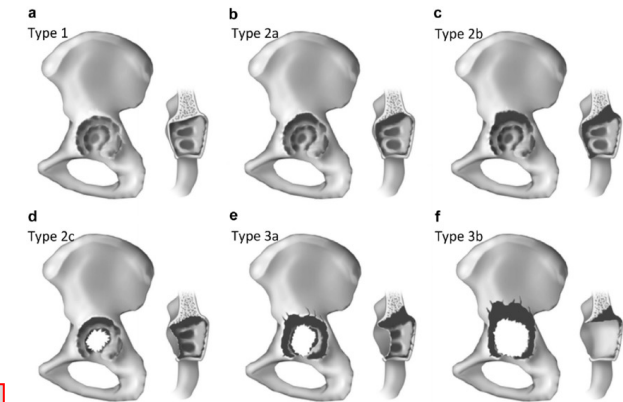 a
Type 1
b
Type 2a
c
Type 2b
d
Type 2c
e
Type 3a
f
Type 3b